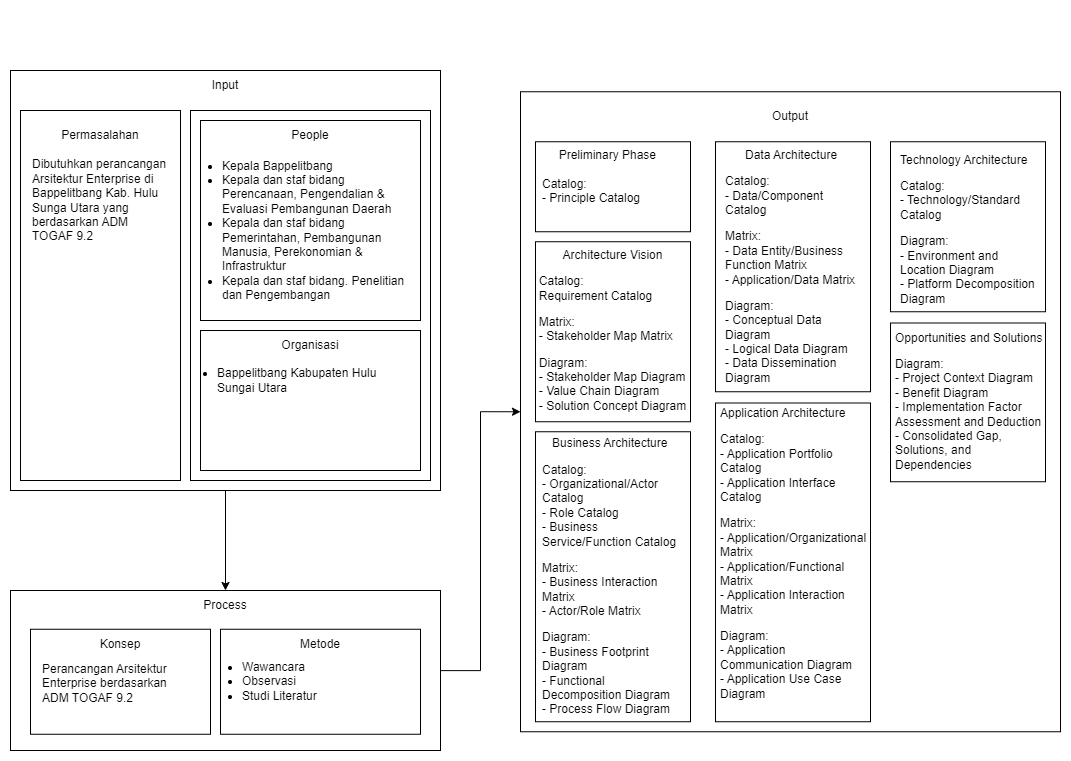 Input
Permasalahan
Dibutuhkan perancangan
Arsitektur Enterprise di
Bappelitbang Kab. Hulu
Sunga Utara yang
berdasarkan ADM
TOGAF 9.2
People
Kepala Bappelitbang
Kepala dan staf bidang
Perencanaan, Pengendalian &
Evaluasi Pembangunan Daerah
Kepala dan staf bidang
Pemerintahan, Pembangunan
Manusia, Perekonomian &
Infrastruktur
Kepala dan staf bidang. Penelitian
dan Pengembangan
Organisasi
Bappelitbang Kabupaten Hulu
Sungai Utara
Process
Konsep
Perancangan Arsitektur
Enterprise berdasarkan
ADM TOGAF 9.2
Metode
Wawancara
Observasi
Studi Literatur
Output
Preliminary Phase
Catalog:
- Principle Catalog
Architecture Vision
Catalog:
Requirement Catalog
Matrix:
- Stakeholder Map Matrix
Diagram:
- Stakeholder Map Diagram
- Value Chain Diagram
- Solution Concept Diagram
Business Architecture
Catalog:
- Organizational/Actor
Catalog
- Role Catalog
- Business
Service/Function Catalog
Matrix:
- Business Interaction
Matrix
- Actor/Role Matrix
Diagram:
- Business Footprint
Diagram
- Functional
Decomposition Diagram
- Process Flow Diagram
Data Architecture
Catalog:
- Data/Component
Catalog
Matrix:
- Data Entity/Business
Function Matrix
- Application/Data Matrix
Diagram:
- Conceptual Data
Diagram
- Logical Data Diagram
- Data Dissemination
Diagram
Application Architecture
Catalog:
- Application Portfolio
Catalog
- Application Interface
Catalog
Matrix:
- Application/Organizational
Matrix
- Application/Functional
Matrix
- Application Interaction
Matrix
Diagram:
- Application
Communication Diagram
- Application Use Case
Diagram
Technology Architecture
Catalog:
- Technology/Standard
Catalog
Diagram:
- Environment and
Location Diagram
- Platform Decomposition
Diagram
Opportunities and Solutions
Diagram:
- Project Context Diagram
- Benefit Diagram
- Implementation Factor
Assessment and Deduction
- Consolidated Gap,
Solutions, and
Dependencies